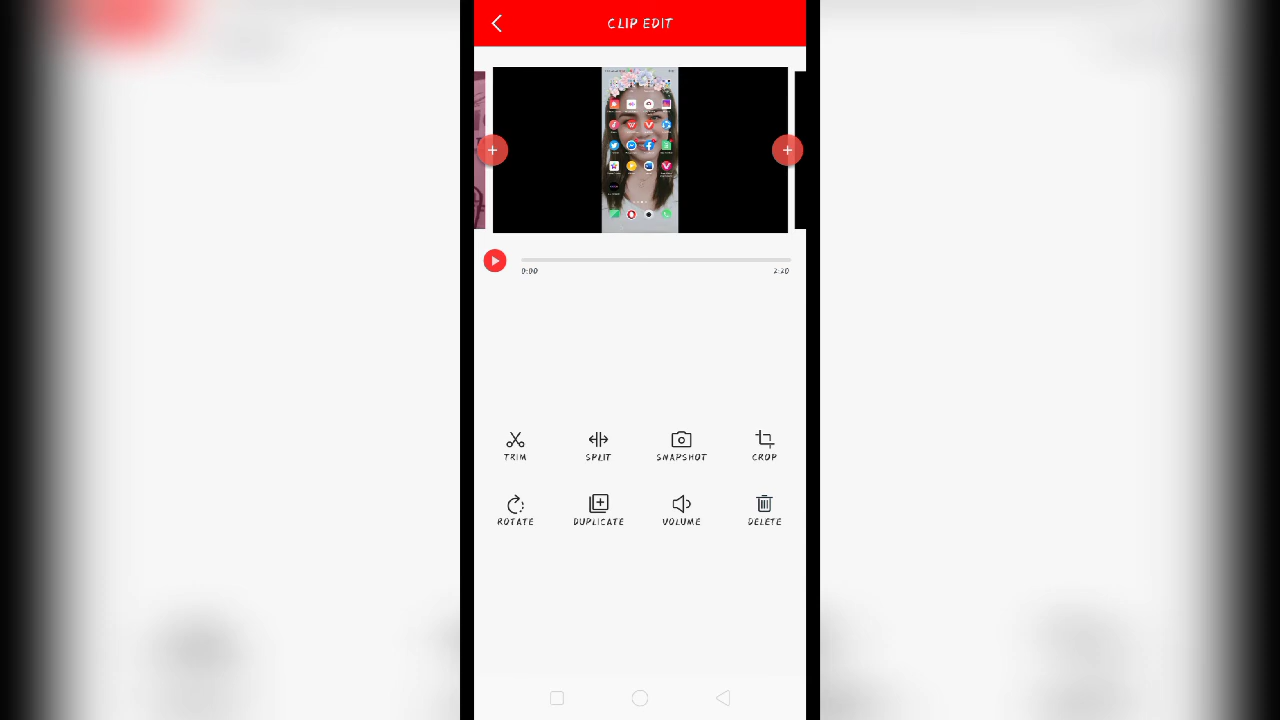 CLIP EDIT
0:00
2:20
TRIM
SPLIT
SNAPSHOT
CROP
ROTATE
DUPLICATE
VOLUME
DELETE